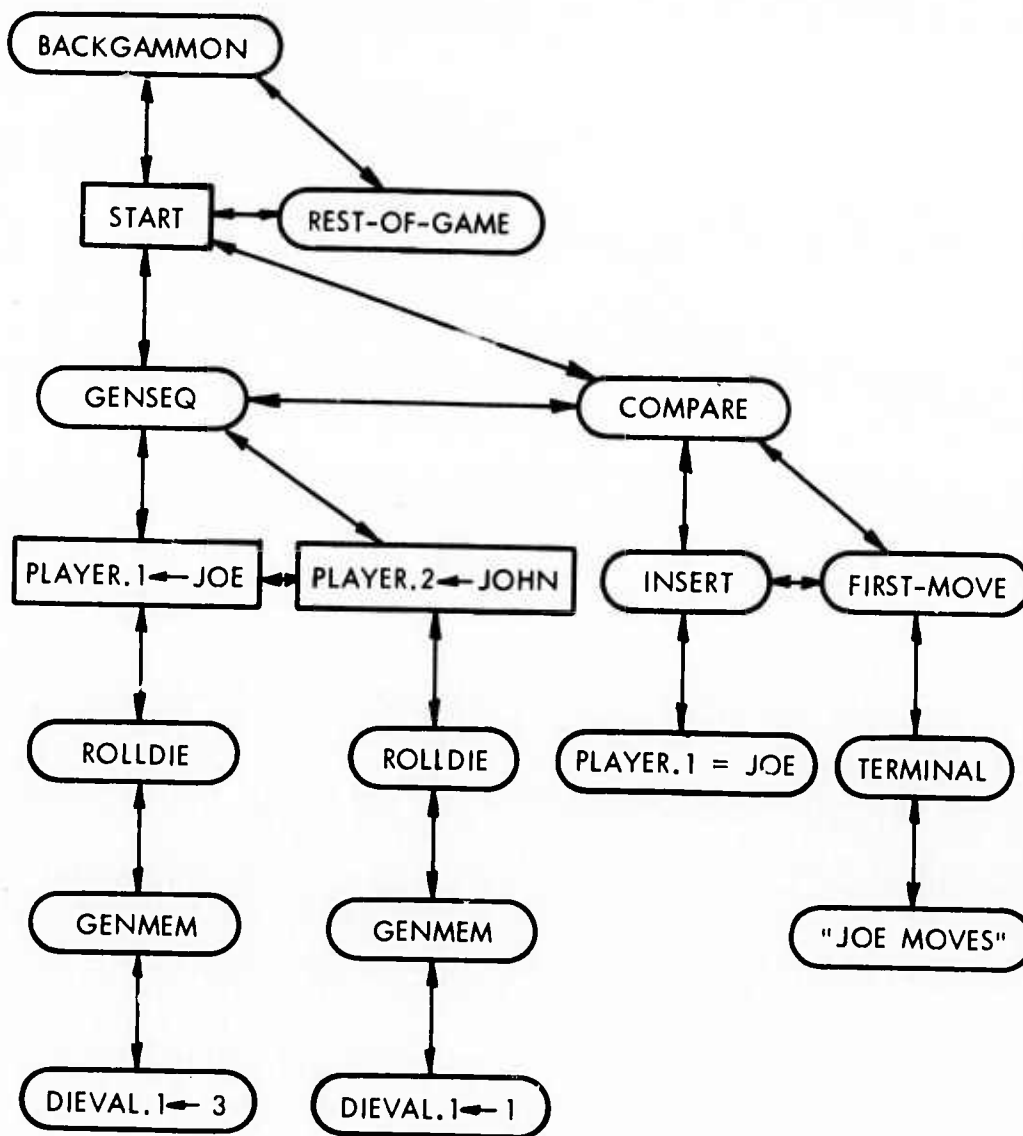 BACKGAMMON
START
REST-OF-GAME
GENSEQ
COMPARE
PLAYER.1← JOE
PLAYER.2← JOHN
INSERT
FIRST-MOVE
ROLLDIE
ROLLDIE
PLAYER.1 = JOE
TERMINAL
GENMEM
GENMEM
"JOE MOVES"
DIEVAL.1← 3
DIEVAL.1← 1